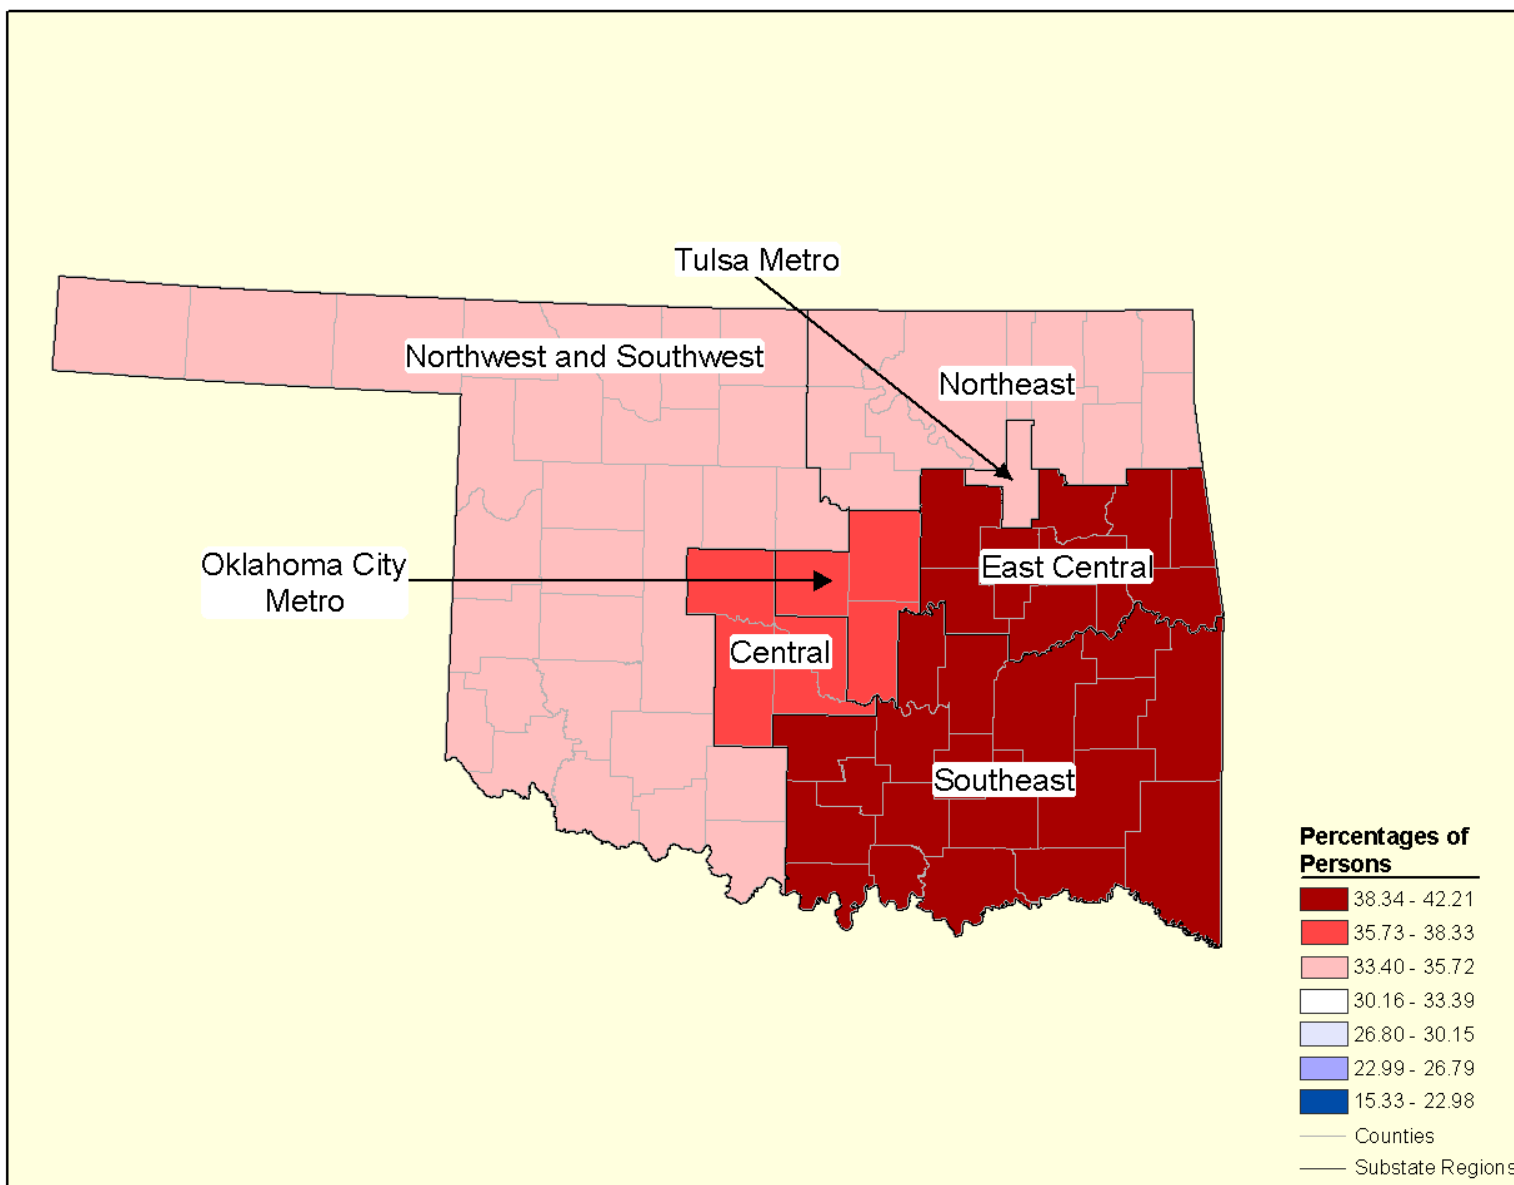 Tulsa Metro
Northwest and Southwest
Northeast
Oklahoma City
Metro
East Central
Central
Southeast
Percentages of
Persons
38.34 - 42.21
35.73 - 38.33
33.40 - 35.72
30.16 - 33.39
26.80 - 30.15
22.99 - 26.79
15.33 - 22.98
Counties
Substate Regions